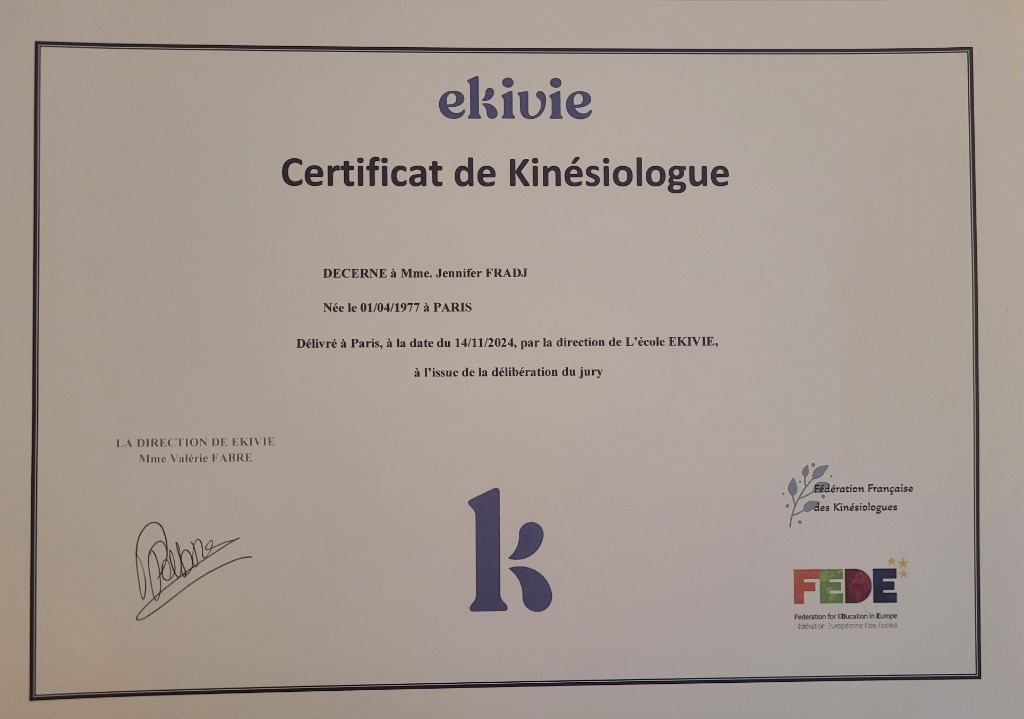 ekivie
Certificat de Kinésiologue
DECERNE à Mme. Jennifer FRADJ
Née le 01/04/1977 à PARIS
Délivré à Paris, à la date du 14/11/2024, par la direction de L'école EKIVIE,
à l'issue de la délibération du jury
LA DIRECTION DE EKIVIE
Mme Valérie FABRE
k
Fédération Française
des Kinésiologues
FEDE
Federation for EDucation in Europe
Fédération Européenne Des Ecoles